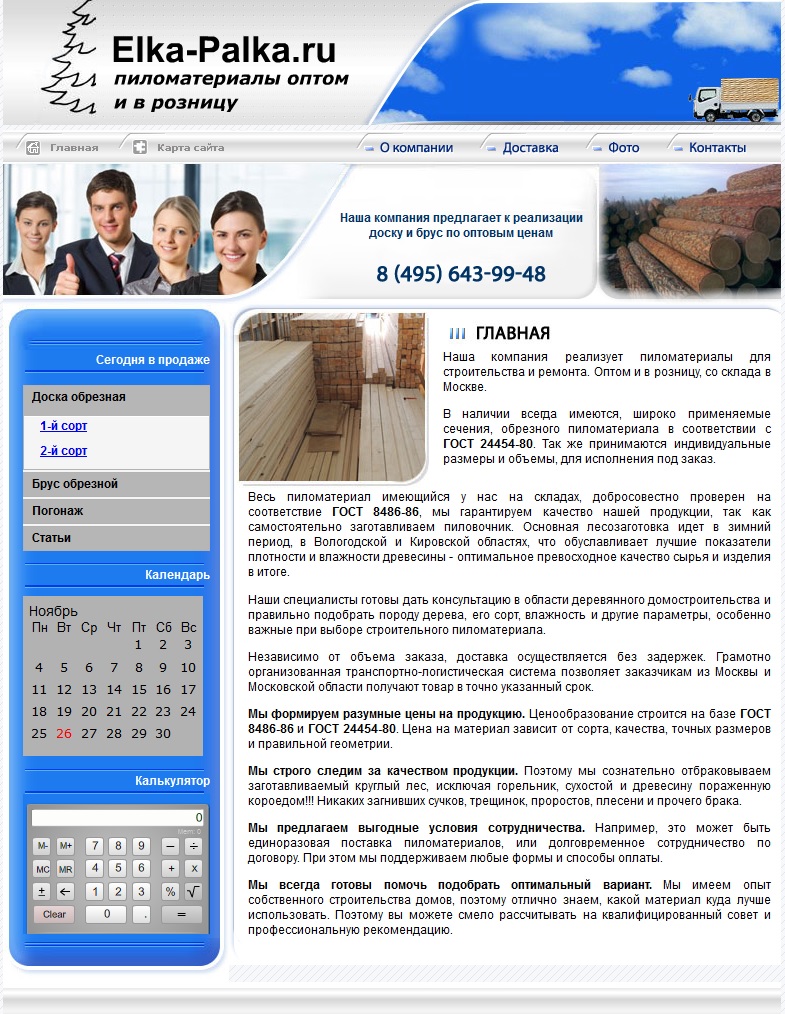 Elka-Palka.ru
пиломатериалы оптом
и в розницу
Главная
Карта сайта
О компании
Доставка
Фото
Контакты
Наша компания предлагает к реализации
доску и брус по оптовым ценам
8 (495) 643-99-48
Сегодня в продаже
Доска обрезная
1-й сорт
2-й сорт
Брус обрезной
Погонаж
Статьи
Календарь
Ноябрь
Пн Вт Ср Чт Пт Сб Вс
1 2 3
4 5 6 7 8 9 10
11 12 13 14 15 16 17
18 19 20 21 22 23 24
25 26 27 28 29 30
Калькулятор
0
Mem: 0
M- M+ 7 8 9 − ÷
MC MR 4 5 6 + x
± ← 1 2 3 % √
Clear 0 . =
ГЛАВНАЯ
Наша компания реализует пиломатериалы для
строительства и ремонта. Оптом и в розницу, со склада в
Москве.
В наличии всегда имеются, широко применяемые
сечения, обрезного пиломатериала в соответствии с
ГОСТ 24454-80. Так же принимаются индивидуальные
размеры и объемы, для исполнения под заказ.
Весь пиломатериал имеющийся у нас на складах, добросовестно проверен на
соответствие ГОСТ 8486-86, мы гарантируем качество нашей продукции, так как
самостоятельно заготавливаем пиловочник. Основная лесозаготовка идет в зимний
период, в Вологодской и Кировской областях, что обуславливает лучшие показатели
плотности и влажности древесины - оптимальное превосходное качество сырья и изделия
в итоге.
Наши специалисты готовы дать консультацию в области деревянного домостроительства и
правильно подобрать породу дерева, его сорт, влажность и другие параметры, особенно
важные при выборе строительного пиломатериала.
Независимо от объема заказа, доставка осуществляется без задержек. Грамотно
организованная транспортно-логистическая система позволяет заказчикам из Москвы и
Московской области получают товар в точно указанный срок.
Мы формируем разумные цены на продукцию. Ценообразование строится на базе ГОСТ
8486-86 и ГОСТ 24454-80. Цена на материал зависит от сорта, качества, точных размеров
и правильной геометрии.
Мы строго следим за качеством продукции. Поэтому мы сознательно отбраковываем
заготавливаемый круглый лес, исключая горельник, сухостой и древесину пораженную
короедом!!! Никаких загнивших сучков, трещинок, проростов, плесени и прочего брака.
Мы предлагаем выгодные условия сотрудничества. Например, это может быть
единоразовая поставка пиломатериалов, или долговременное сотрудничество по
договору. При этом мы поддерживаем любые формы и способы оплаты.
Мы всегда готовы помочь подобрать оптимальный вариант. Мы имеем опыт
собственного строительства домов, поэтому отлично знаем, какой материал куда лучше
использовать. Поэтому вы можете смело рассчитывать на квалифицированный совет и
профессиональную рекомендацию.